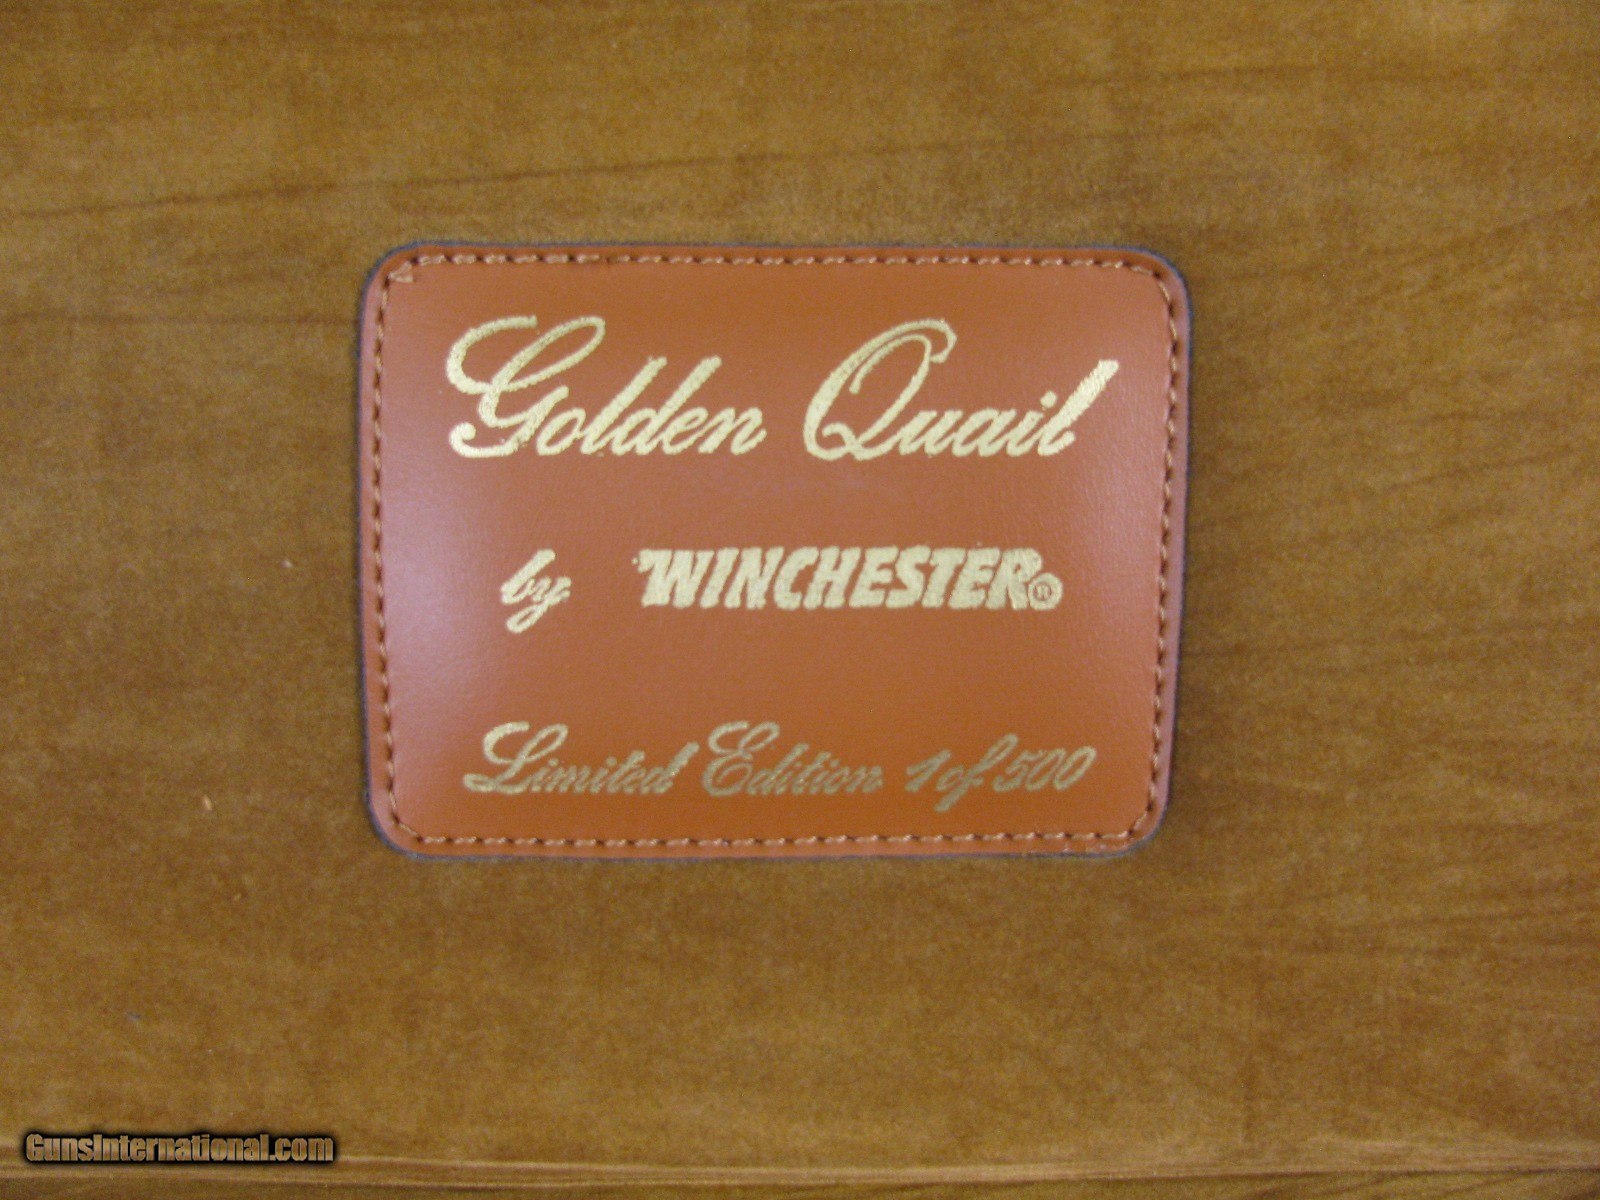 Golden Quail
by WINCHESTER®
Limited Edition 1 of 500
GunsInternational.com